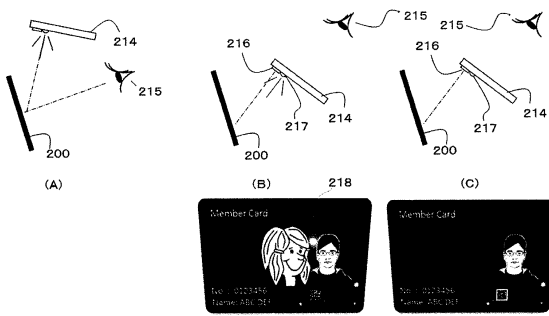 214
215
200
(A)
215
216
217
214
200
(B)
215
216
217
214
200
(C)
218
Member Card
No : 0123456
Name: ABC DEF
Member Card
No : 0123456
Name: ABC DEF